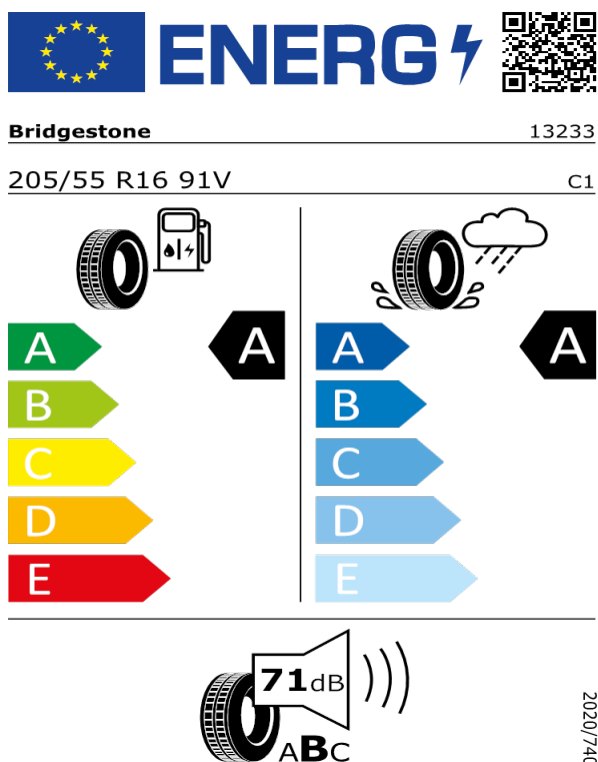 ENERG
Bridgestone 13233
205/55 R16 91V C1
A A A A
B B
C C
D D
E E
71dB
ABC
2020/740